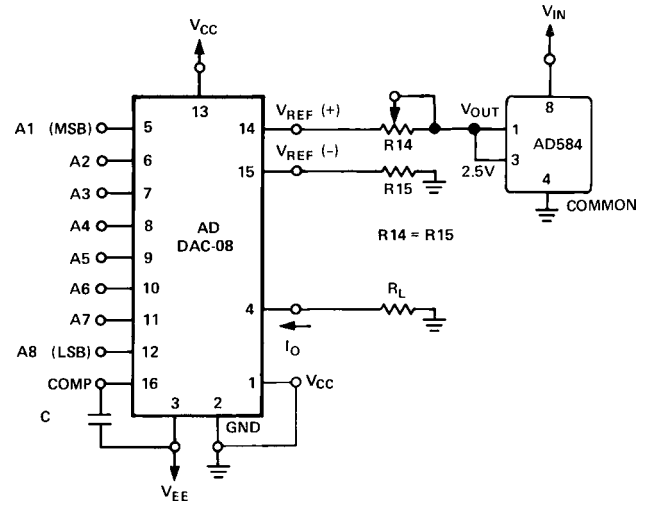 VCC
VIN
13
A1 (MSB)
5
14
VREF (+)
R14
VOUT
1
8
AD584
3
2.5V
4
COMMON
A2
6
15
VREF (−)
R15
A3
7
A4
8
AD
DAC-08
R14 = R15
A5
9
A6
10
4
RL
IO
A7
11
A8 (LSB)
12
COMP
16
1
VCC
C
3
2
GND
VEE